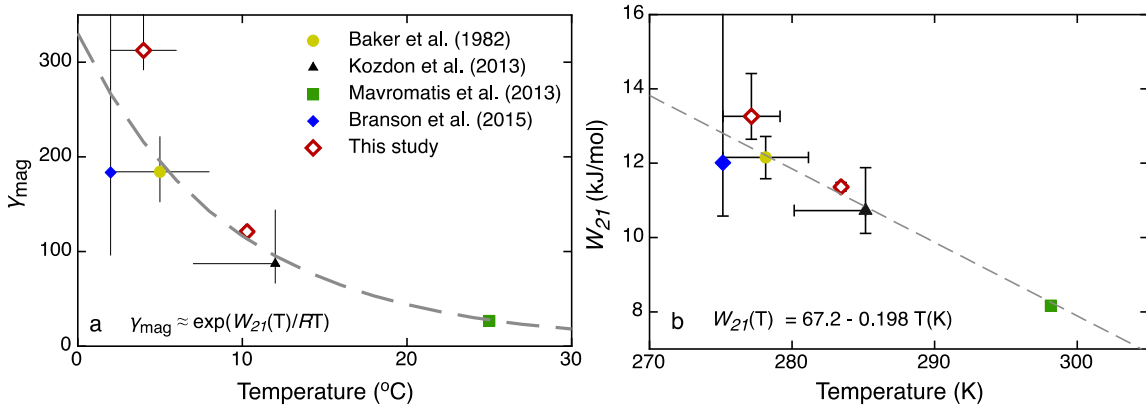 300
200
100
0
γmag
0
10
20
30
Temperature (ºC)
Baker et al. (1982)
Kozdon et al. (2013)
Mavromatis et al. (2013)
Branson et al. (2015)
This study
a
γmag ≈ exp(W21(T)/RT)
16
14
12
10
8
W21 (kJ/mol)
270
280
290
300
Temperature (K)
b
W21(T) = 67.2 - 0.198 T(K)